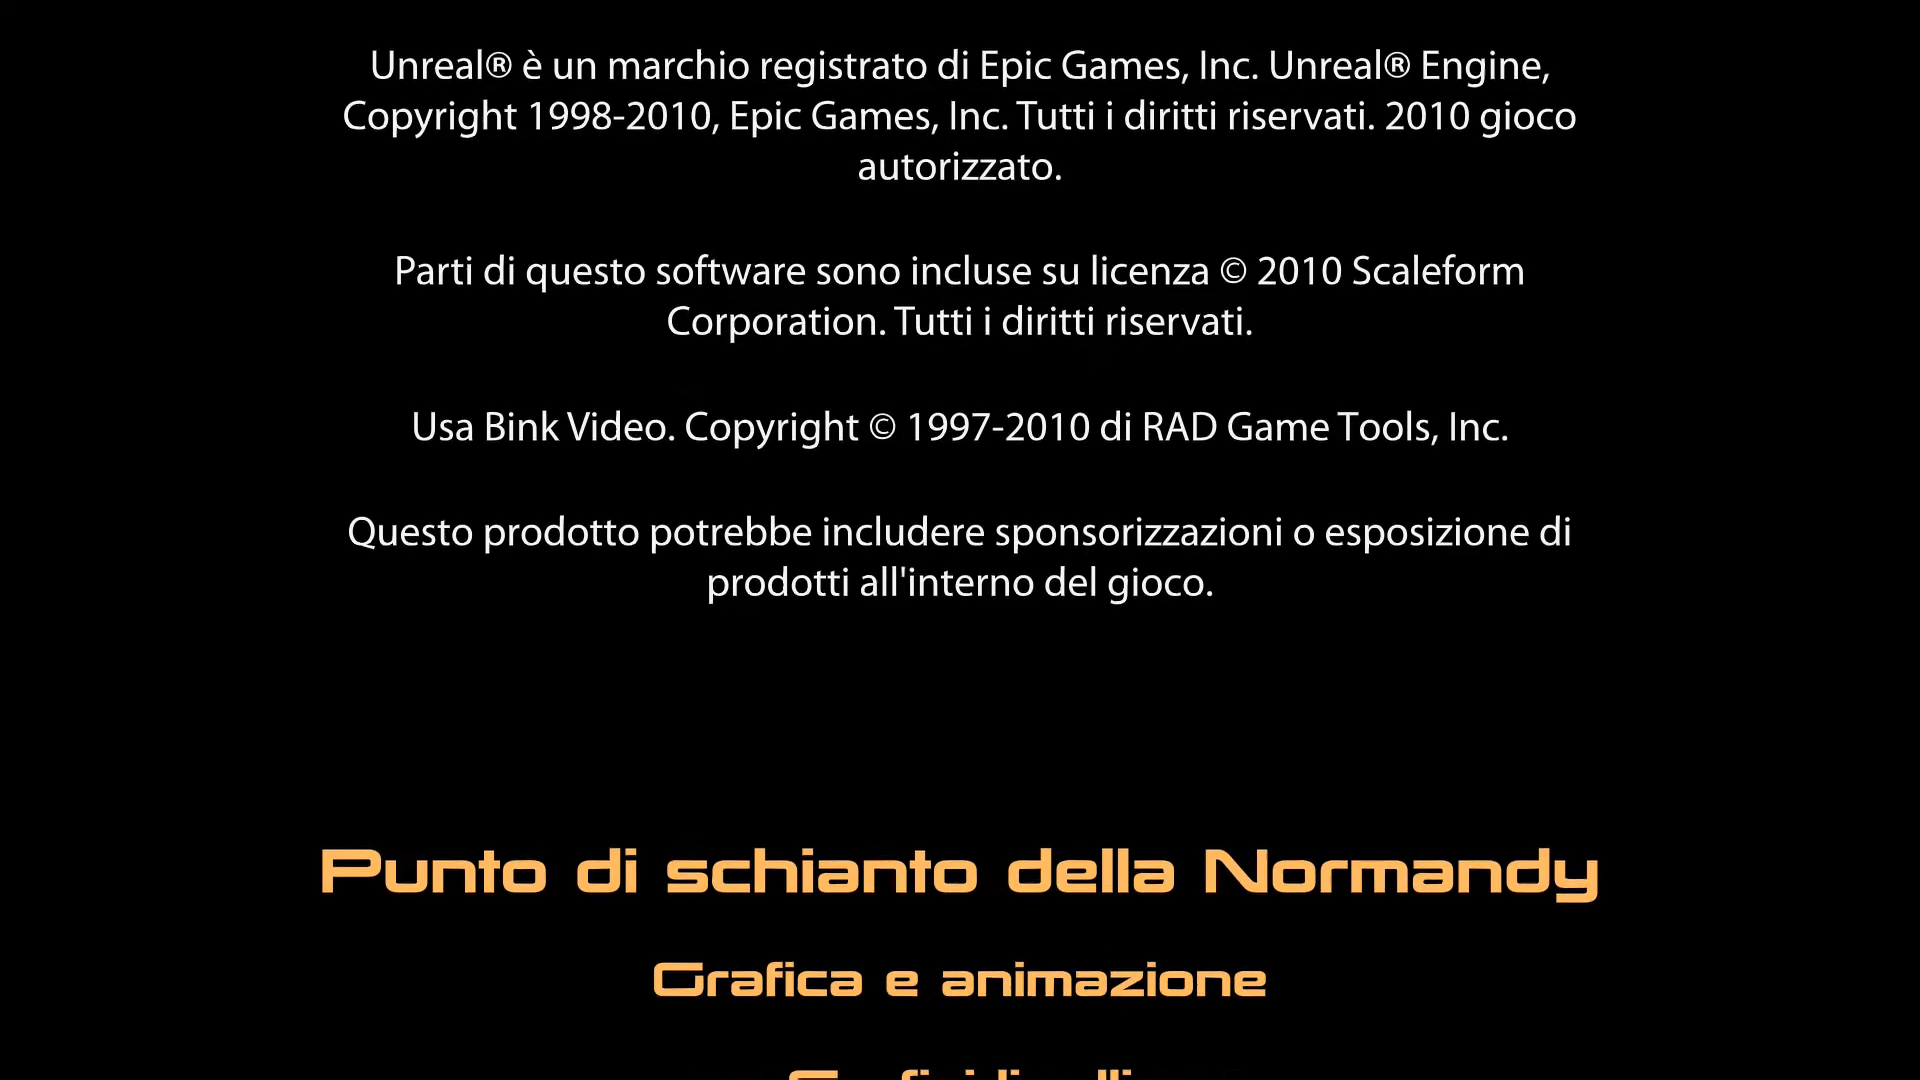 Unreal® è un marchio registrato di Epic Games, Inc. Unreal® Engine,
Copyright 1998-2010, Epic Games, Inc. Tutti i diritti riservati. 2010 gioco
autorizzato.
Parti di questo software sono incluse su licenza © 2010 Scaleform
Corporation. Tutti i diritti riservati.
Usa Bink Video. Copyright © 1997-2010 di RAD Game Tools, Inc.
Questo prodotto potrebbe includere sponsorizzazioni o esposizione di
prodotti all'interno del gioco.
Punto di schianto della Normandy
Grafica e animazione